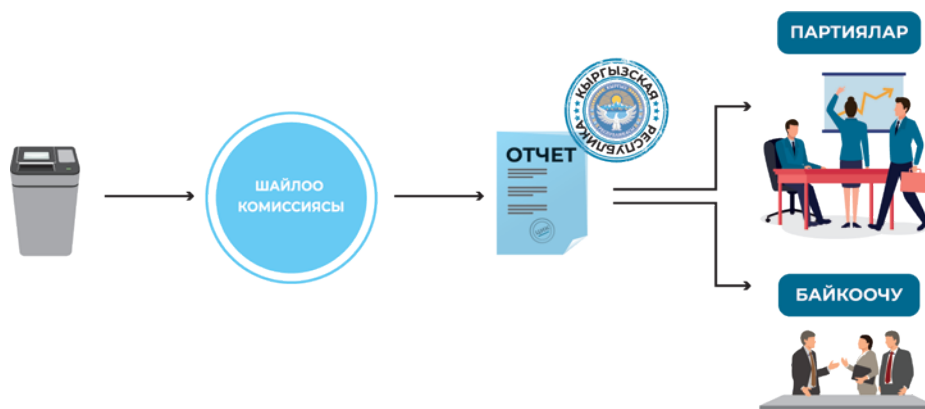 ПАРТИЯЛАР
КЫРГЫЗСКАЯ
РЕСПУБЛИКА
ОТЧЕТ
ШАЙЛОО
КОМИССИЯСЫ
БАЙКООЧУ